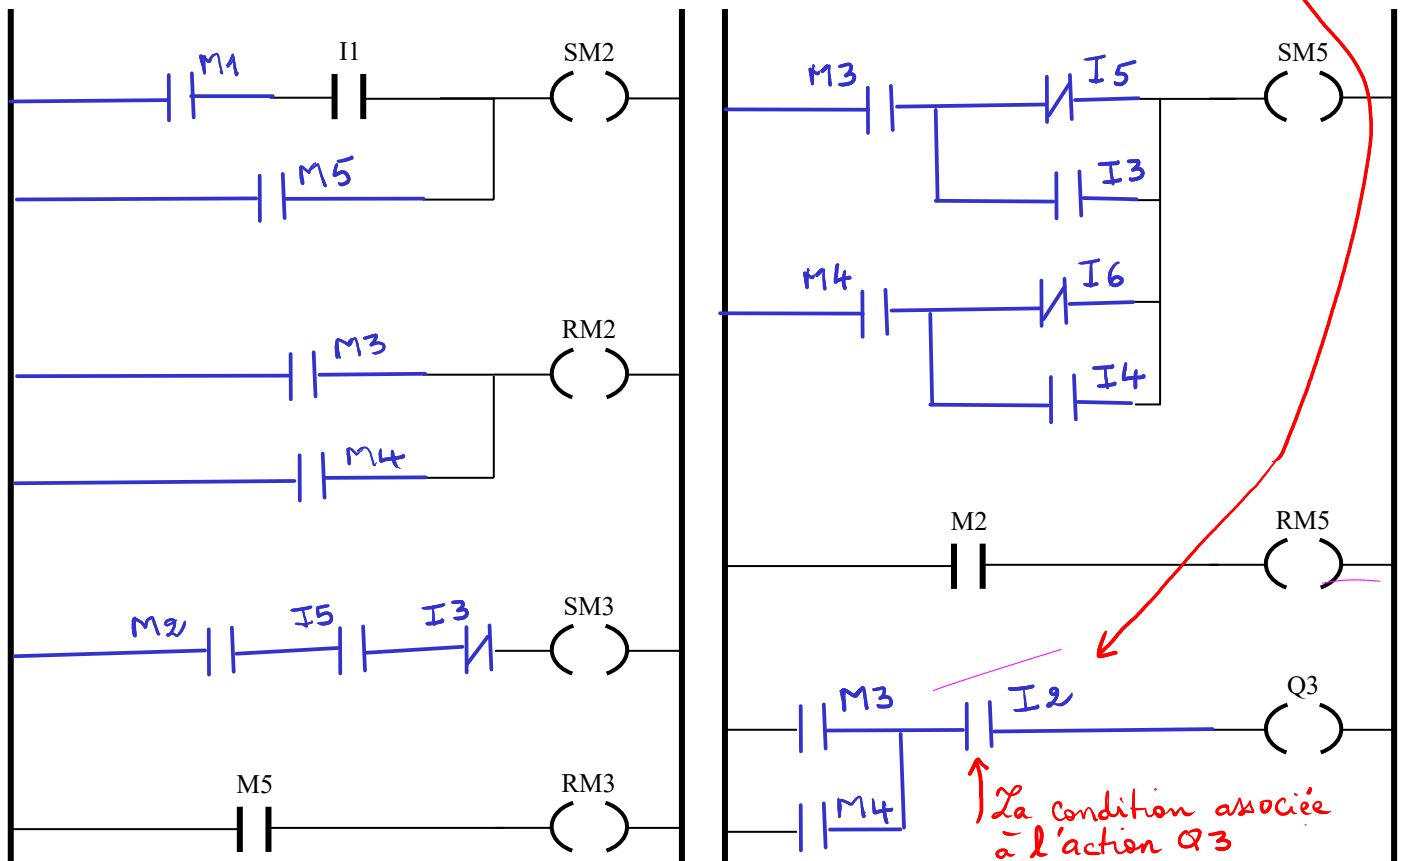 M1 I1 SM2
M5
M3 RM2
M4
M2 I5 I3 SM3
M5 RM3
M3 I5 SM5
I3
M4 I6
I4
M2 RM5
M3 I2 Q3
M4
La condition associée
à l'action Q3